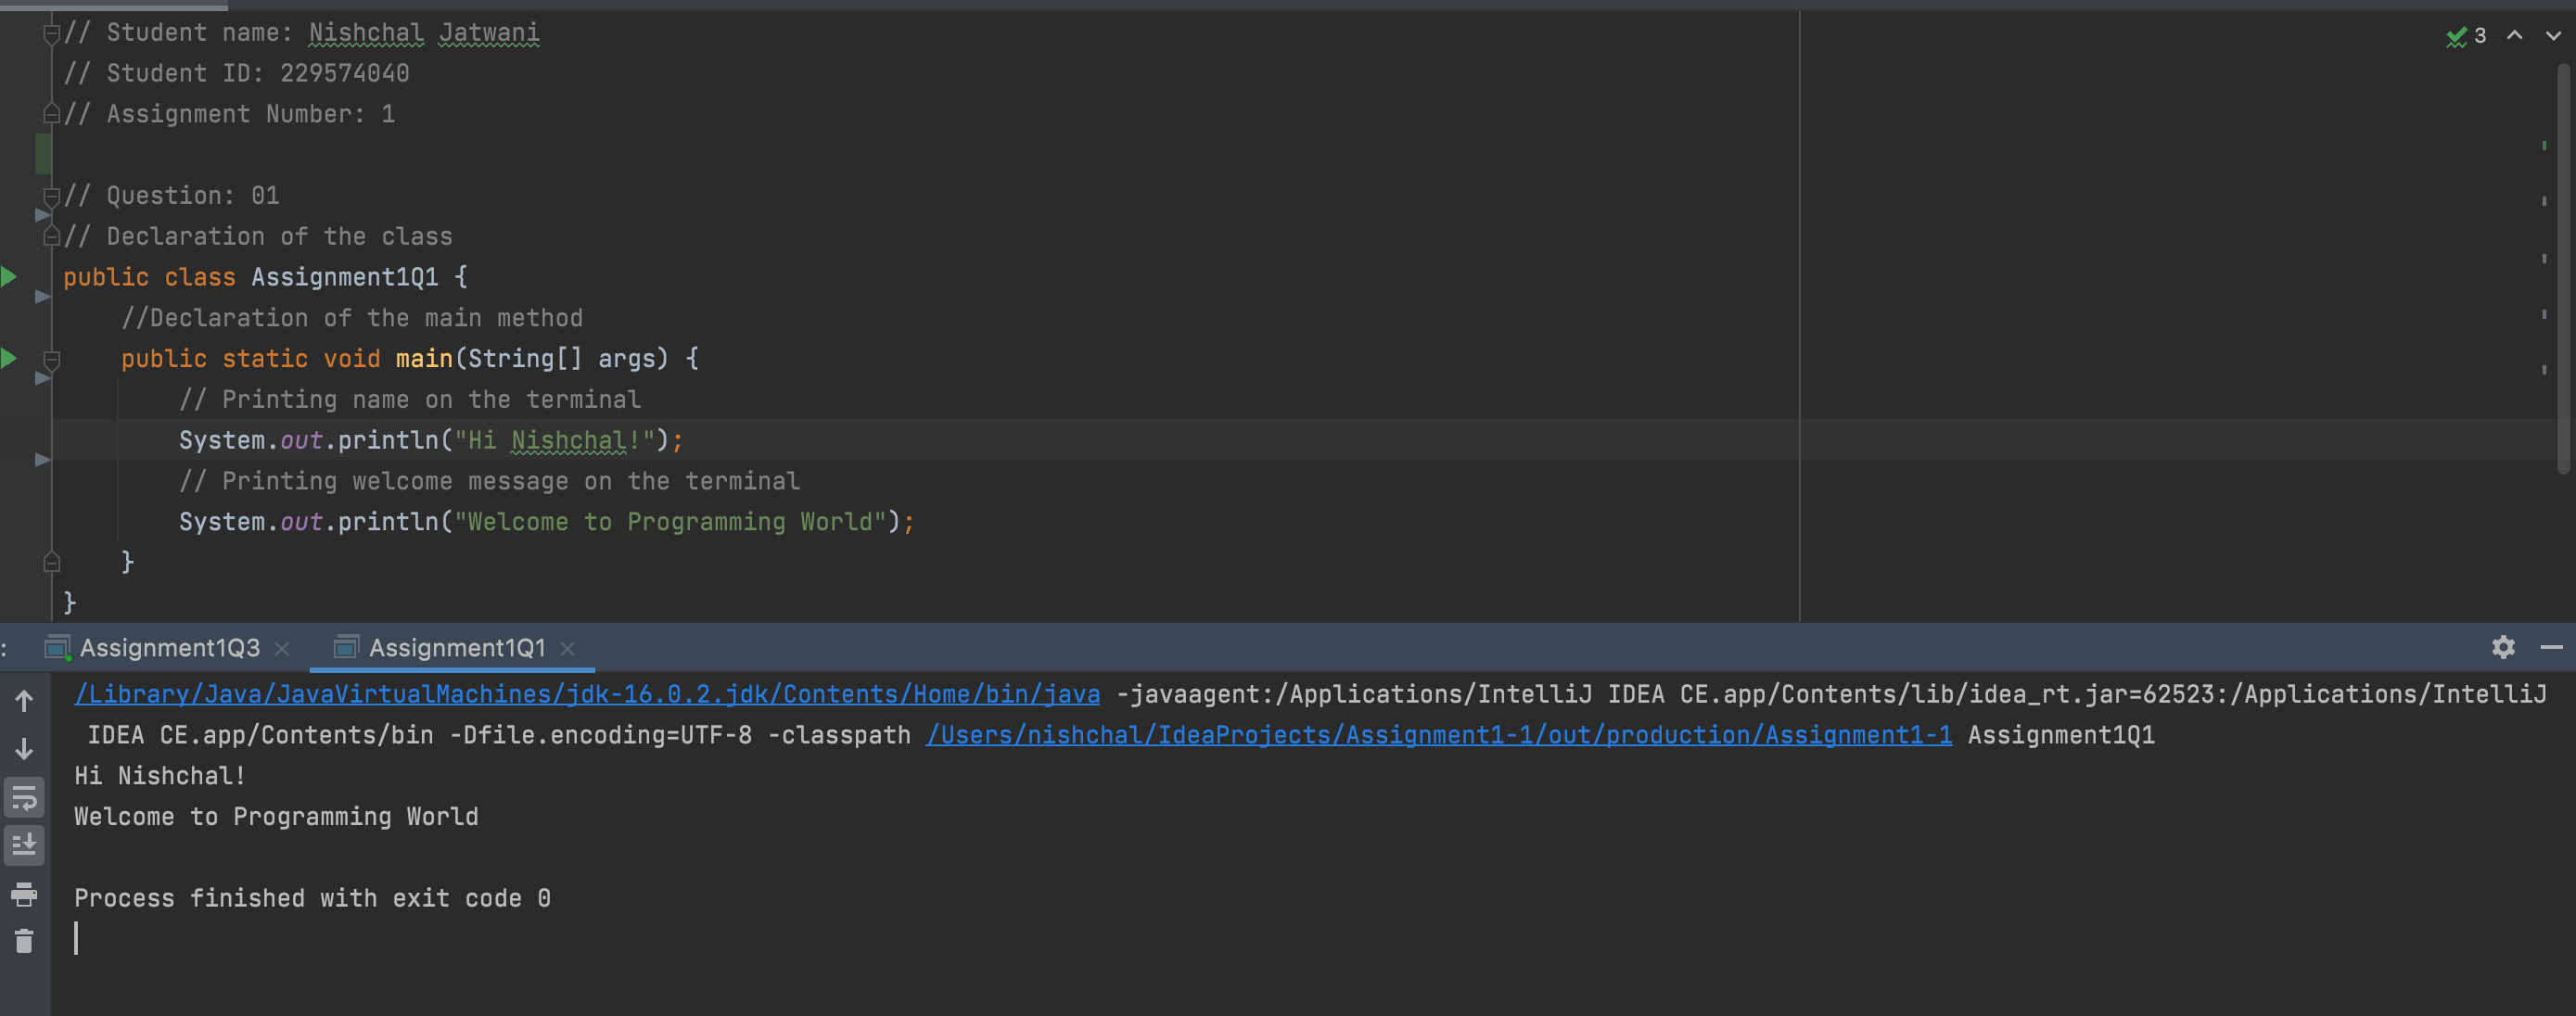 // Student name: Nishchal Jatwani
3
// Student ID: 229574040
// Assignment Number: 1
// Question: 01
// Declaration of the class
public class Assignment1Q1 {
//Declaration of the main method
public static void main(String[] args) {
// Printing name on the terminal
System.out.println("Hi Nishchal!");
// Printing welcome message on the terminal
System.out.println("Welcome to Programming World");
}
}
: Assignment1Q3 Assignment1Q1
/Library/Java/JavaVirtualMachines/jdk-16.0.2.jdk/Contents/Home/bin/java -javaagent:/Applications/IntelliJ IDEA CE.app/Contents/lib/idea_rt.jar=62523:/Applications/IntelliJ
IDEA CE.app/Contents/bin -Dfile.encoding=UTF-8 -classpath /Users/nishchal/IdeaProjects/Assignment1-1/out/production/Assignment1-1 Assignment1Q1
Hi Nishchal!
Welcome to Programming World
Process finished with exit code 0